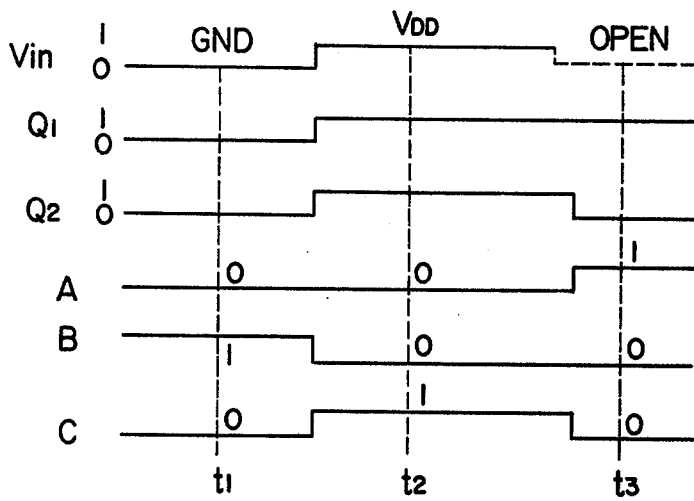 1 GND VDD OPEN
Vin 0
1
Q1 0
1
Q2 0
1
A 0 0
B
1 0 0
1
C 0 0
t1 t2 t3